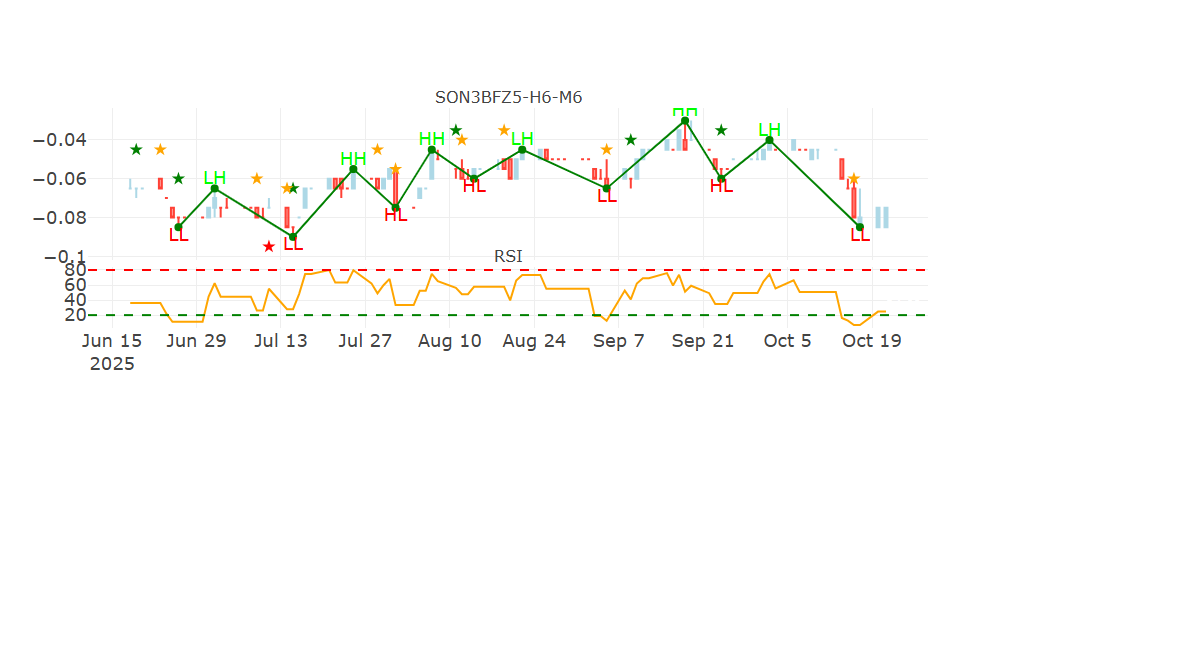 SON3BFZ5-H6-M6
−0.04
−0.06
−0.08
−0.1
LL
LH
LL
HH
HL
HH
HL
LH
LL
HH
HL
LH
LL
RSI
80
60
40
20
Jun 15
2025
Jun 29
Jul 13
Jul 27
Aug 10
Aug 24
Sep 7
Sep 21
Oct 5
Oct 19